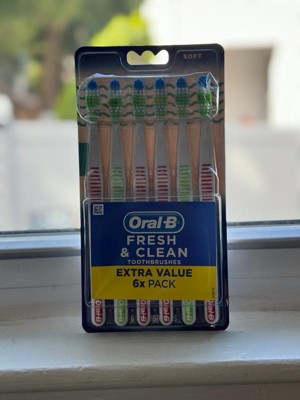 SOFT
Oral-B
FRESH
& CLEAN
TOOTHBRUSHES
EXTRA VALUE
6x PACK